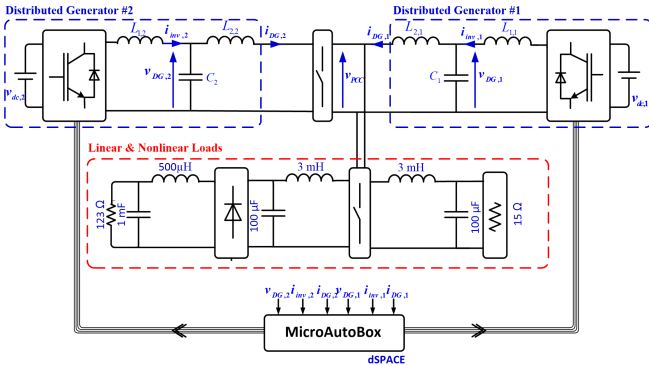 Distributed Generator #2
Distributed Generator #1
L1,2 iinv,2 L2,2 iDG,2
iDG,1 L2,1 iinv,1 L1,1
vdc,2 vDG,2 C2 vPCC C1 vDG,1 vdc,1
Linear & Nonlinear Loads
500μH 3 mH 3 mH
123 Ω 1 mF 100 μF 100 μF 15 Ω
vDG,2 iinv,2 iDG,2 vDG,1 iinv,1 iDG,1
MicroAutoBox
dSPACE